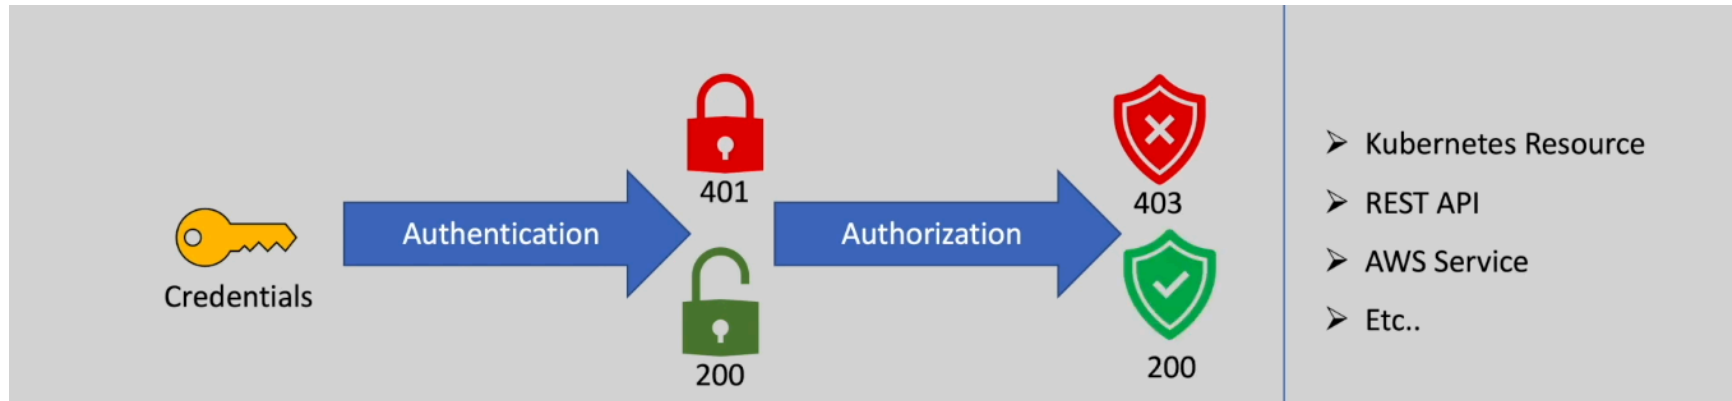 Credentials
Authentication
401
200
Authorization
403
200
Kubernetes Resource
REST API
AWS Service
Etc..